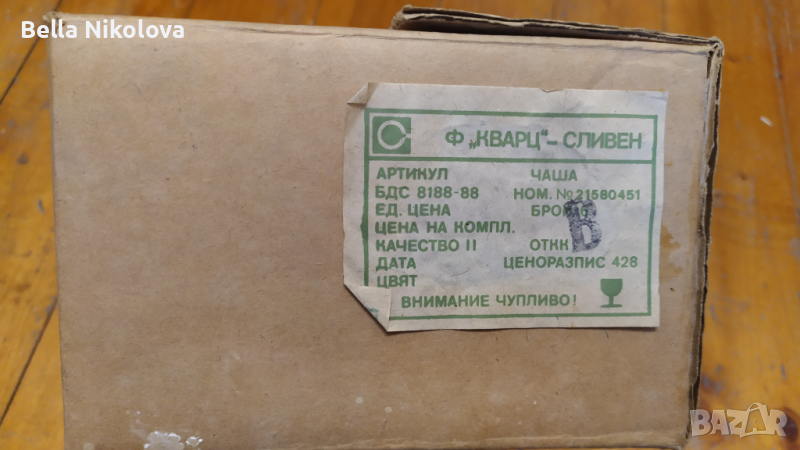 Bella Nikolova
Ф „КВАРЦ“ – СЛИВЕН
АРТИКУЛ ЧАША
БДС 8188-88 НОМ. № 21580451
ЕД. ЦЕНА
ЦЕНА НА КОМПЛ.
КАЧЕСТВО II ОТКК Б
ДАТА ЦЕНОРАЗПИС 428
ЦВЯТ
ВНИМАНИЕ ЧУПЛИВО!
BAZAR